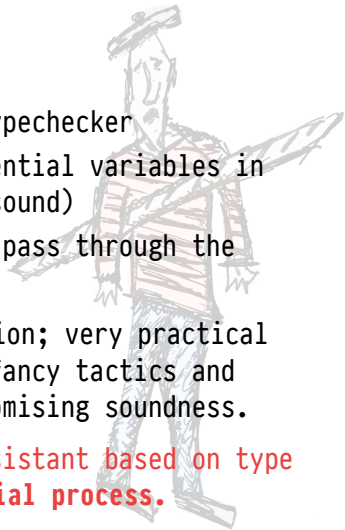 pechecker
ential variables in
sound)
pass through the
ion; very practical
fancy tactics and
omising soundness.
sistant based on type
ial process.